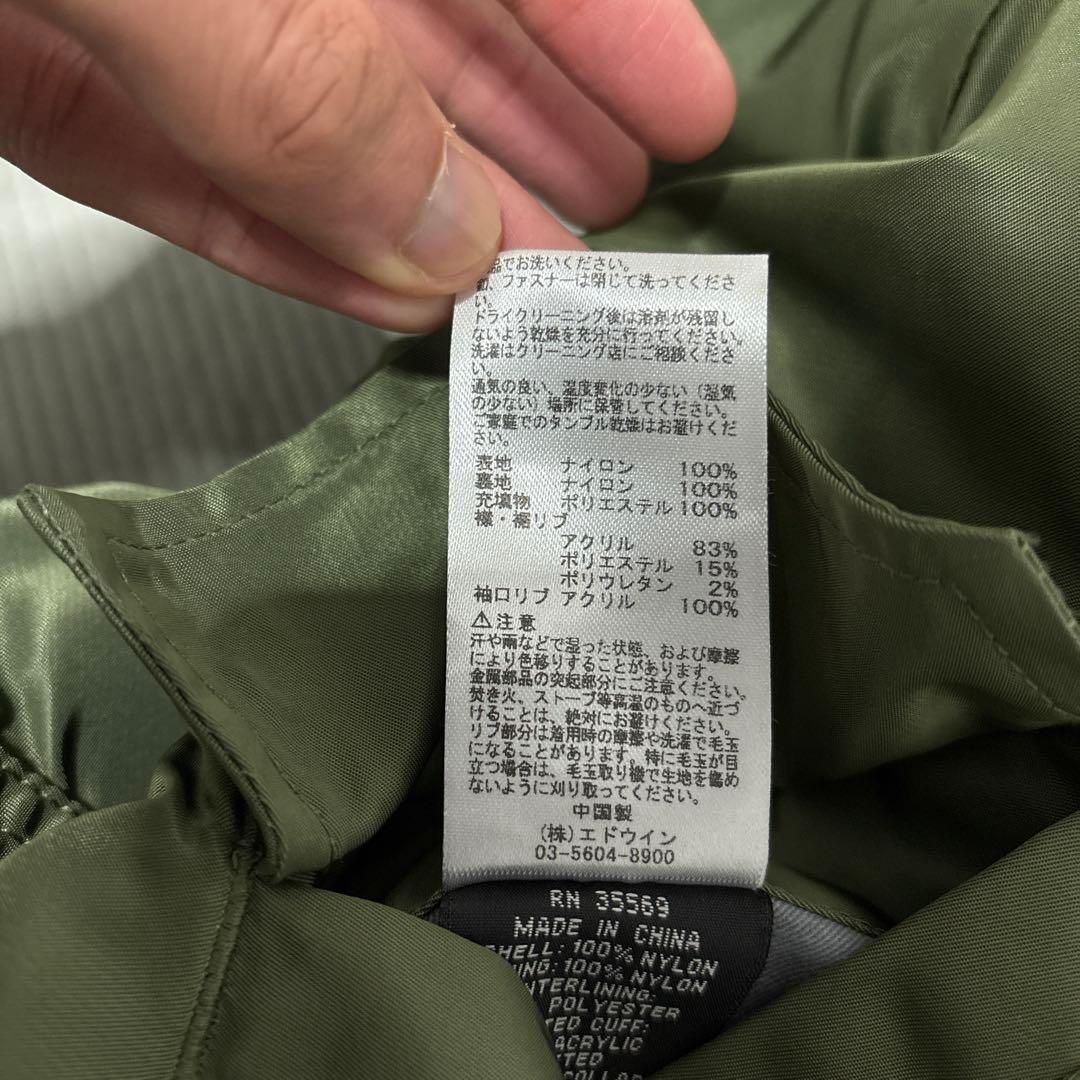 品でお洗いください。
ファスナーは閉じて洗ってくださ
い。
ドライクリーニング後は溶剤が残留し
ないよう乾燥を充分に行ってください。
洗濯はクリーニング店にご相談くださ
い。
通気の良い、温度変化の少ない（湿気
の少ない）場所に保管してください。
ご家庭でのタンブル乾燥はお避けくだ
さい。
表地 ナイロン 100%
裏地 ナイロン 100%
充填物 ポリエステル 100%
襟・裾リブ
アクリル 83%
ポリエステル 15%
ポリウレタン 2%
袖口リブ アクリル 100%
⚠注意
汗や雨などで湿った状態、および摩擦
により色移りすることがあります。
金属部品の突起部分にご注意ください。
焚き火、ストーブ等高温のものへ近づ
けることは、絶対にお避けください。
リブ部分は着用時の摩擦や洗濯で毛玉
になることがあります。特に毛玉が目
立つ場合は、毛玉取り機で生地を傷め
ないように刈り取ってください。
中国製
(株)エドウイン
03-5604-8900
RN 35569
MADE IN CHINA
SHELL: 100% NYLON
ING: 100% NYLON
NTERLINING:
POLYESTER
TED CUFF:
ACRYLIC
TED
COLLAR